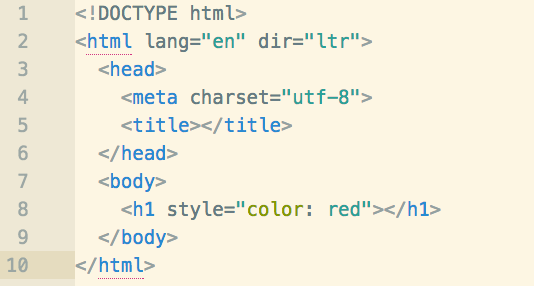 1 <!DOCTYPE html>
2 <html lang="en" dir="ltr">
3   <head>
4     <meta charset="utf-8">
5     <title></title>
6   </head>
7   <body>
8     <h1 style="color: red"></h1>
9   </body>
10 </html>